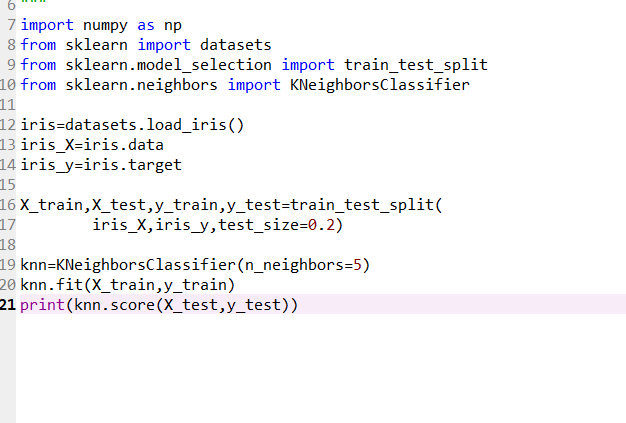 6 """
7 import numpy as np
8 from sklearn import datasets
9 from sklearn.model_selection import train_test_split
10 from sklearn.neighbors import KNeighborsClassifier
11
12 iris=datasets.load_iris()
13 iris_X=iris.data
14 iris_y=iris.target
15
16 X_train,X_test,y_train,y_test=train_test_split(
17         iris_X,iris_y,test_size=0.2)
18
19 knn=KNeighborsClassifier(n_neighbors=5)
20 knn.fit(X_train,y_train)
21 print(knn.score(X_test,y_test))